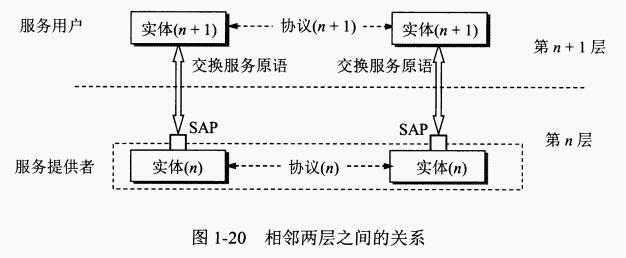 服务用户 实体(n + 1) 协议(n + 1) 实体(n + 1)
第 n + 1 层
交换服务原语 交换服务原语
SAP SAP
第 n 层
服务提供者 实体(n) 协议(n) 实体(n)
图 1-20 相邻两层之间的关系